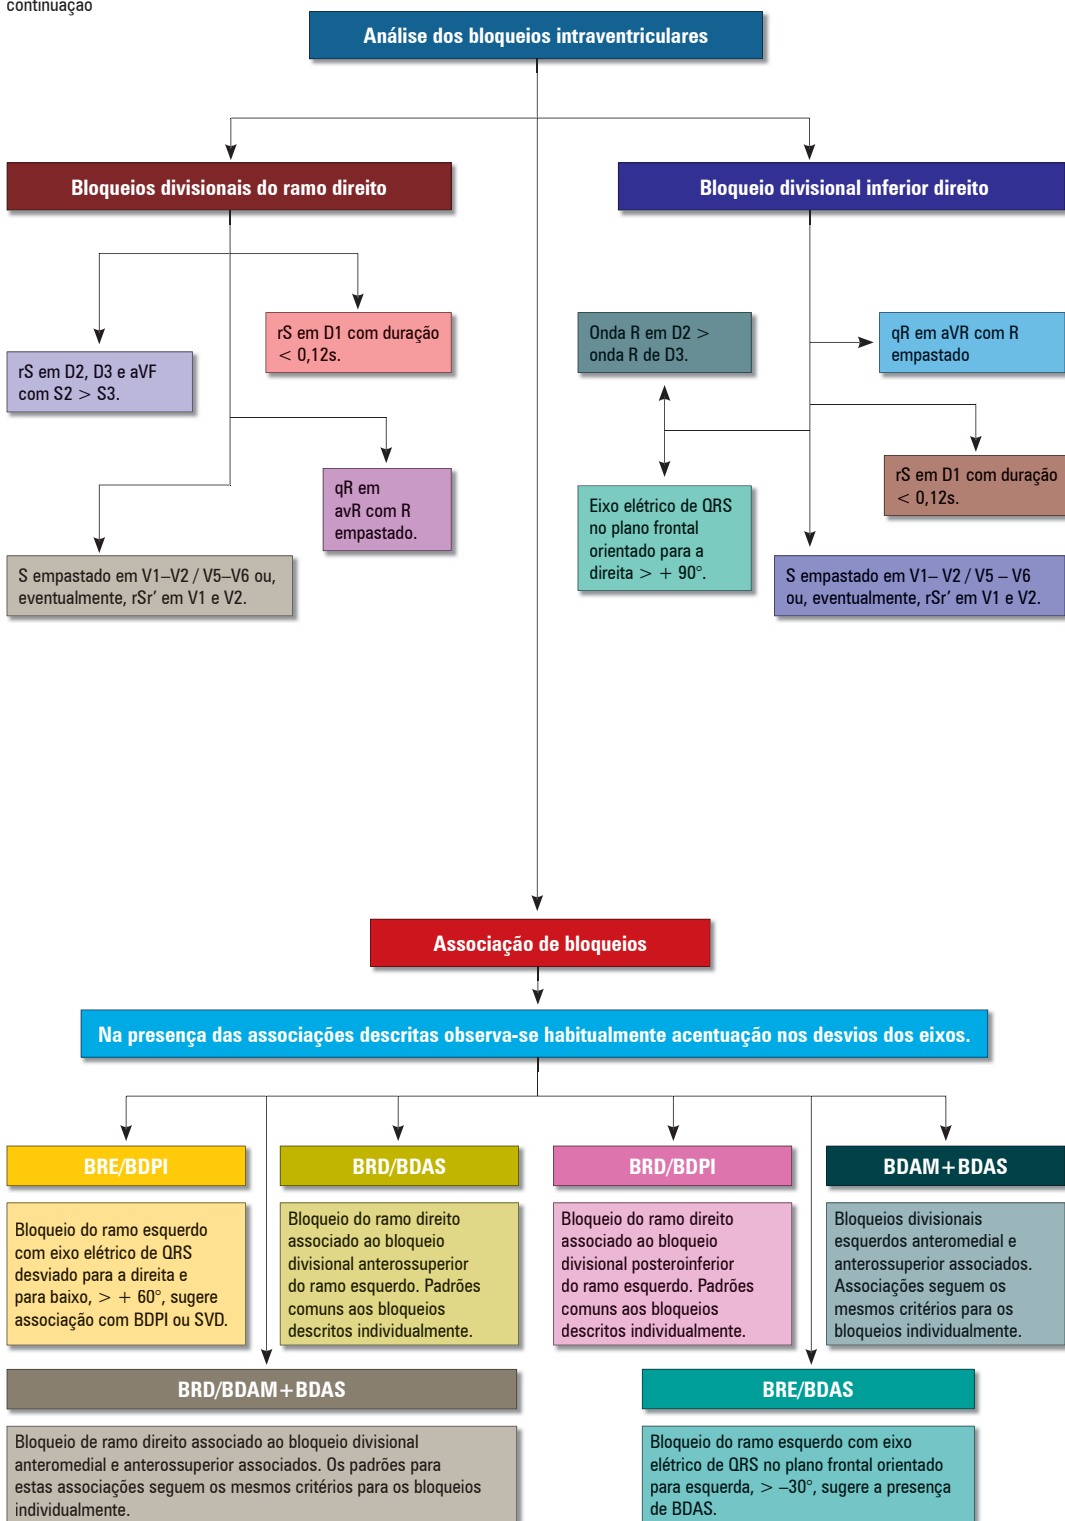 continuação
Análise dos bloqueios intraventriculares
Bloqueios divisionais do ramo direito
Bloqueio divisional inferior direito
rS em D2, D3 e aVF
com S2 > S3.
rS em D1 com duração
< 0,12s.
qR em
avR com R
empastado.
S empastado em V1–V2 / V5–V6 ou,
eventualmente, rSr’ em V1 e V2.
Onda R em D2 >
onda R de D3.
qR em aVR com R
empastado
rS em D1 com duração
< 0,12s.
Eixo elétrico de QRS
no plano frontal
orientado para a
direita > + 90°.
S empastado em V1– V2 / V5 – V6
ou, eventualmente, rSr’ em V1 e V2.
Associação de bloqueios
Na presença das associações descritas observa-se habitualmente acentuação nos desvios dos eixos.
BRE/BDPI
Bloqueio do ramo esquerdo
com eixo elétrico de QRS
desviado para a direita e
para baixo, > + 60°, sugere
associação com BDPI ou SVD.
BRD/BDAS
Bloqueio do ramo direito
associado ao bloqueio
divisional anterossuperior
do ramo esquerdo. Padrões
comuns aos bloqueios
descritos individualmente.
BRD/BDPI
Bloqueio do ramo direito
associado ao bloqueio
divisional posteroinferior
do ramo esquerdo. Padrões
comuns aos bloqueios
descritos individualmente.
BDAM+BDAS
Bloqueios divisionais
esquerdos anteromedial e
anterossuperior associados.
Associações seguem os
mesmos critérios para os
bloqueios individualmente.
BRD/BDAM+BDAS
Bloqueio de ramo direito associado ao bloqueio divisional
anteromedial e anterossuperior associados. Os padrões para
estas associações seguem os mesmos critérios para os bloqueios
individualmente.
BRE/BDAS
Bloqueio do ramo esquerdo com eixo
elétrico de QRS no plano frontal orientado
para esquerda, > –30°, sugere a presença
de BDAS.